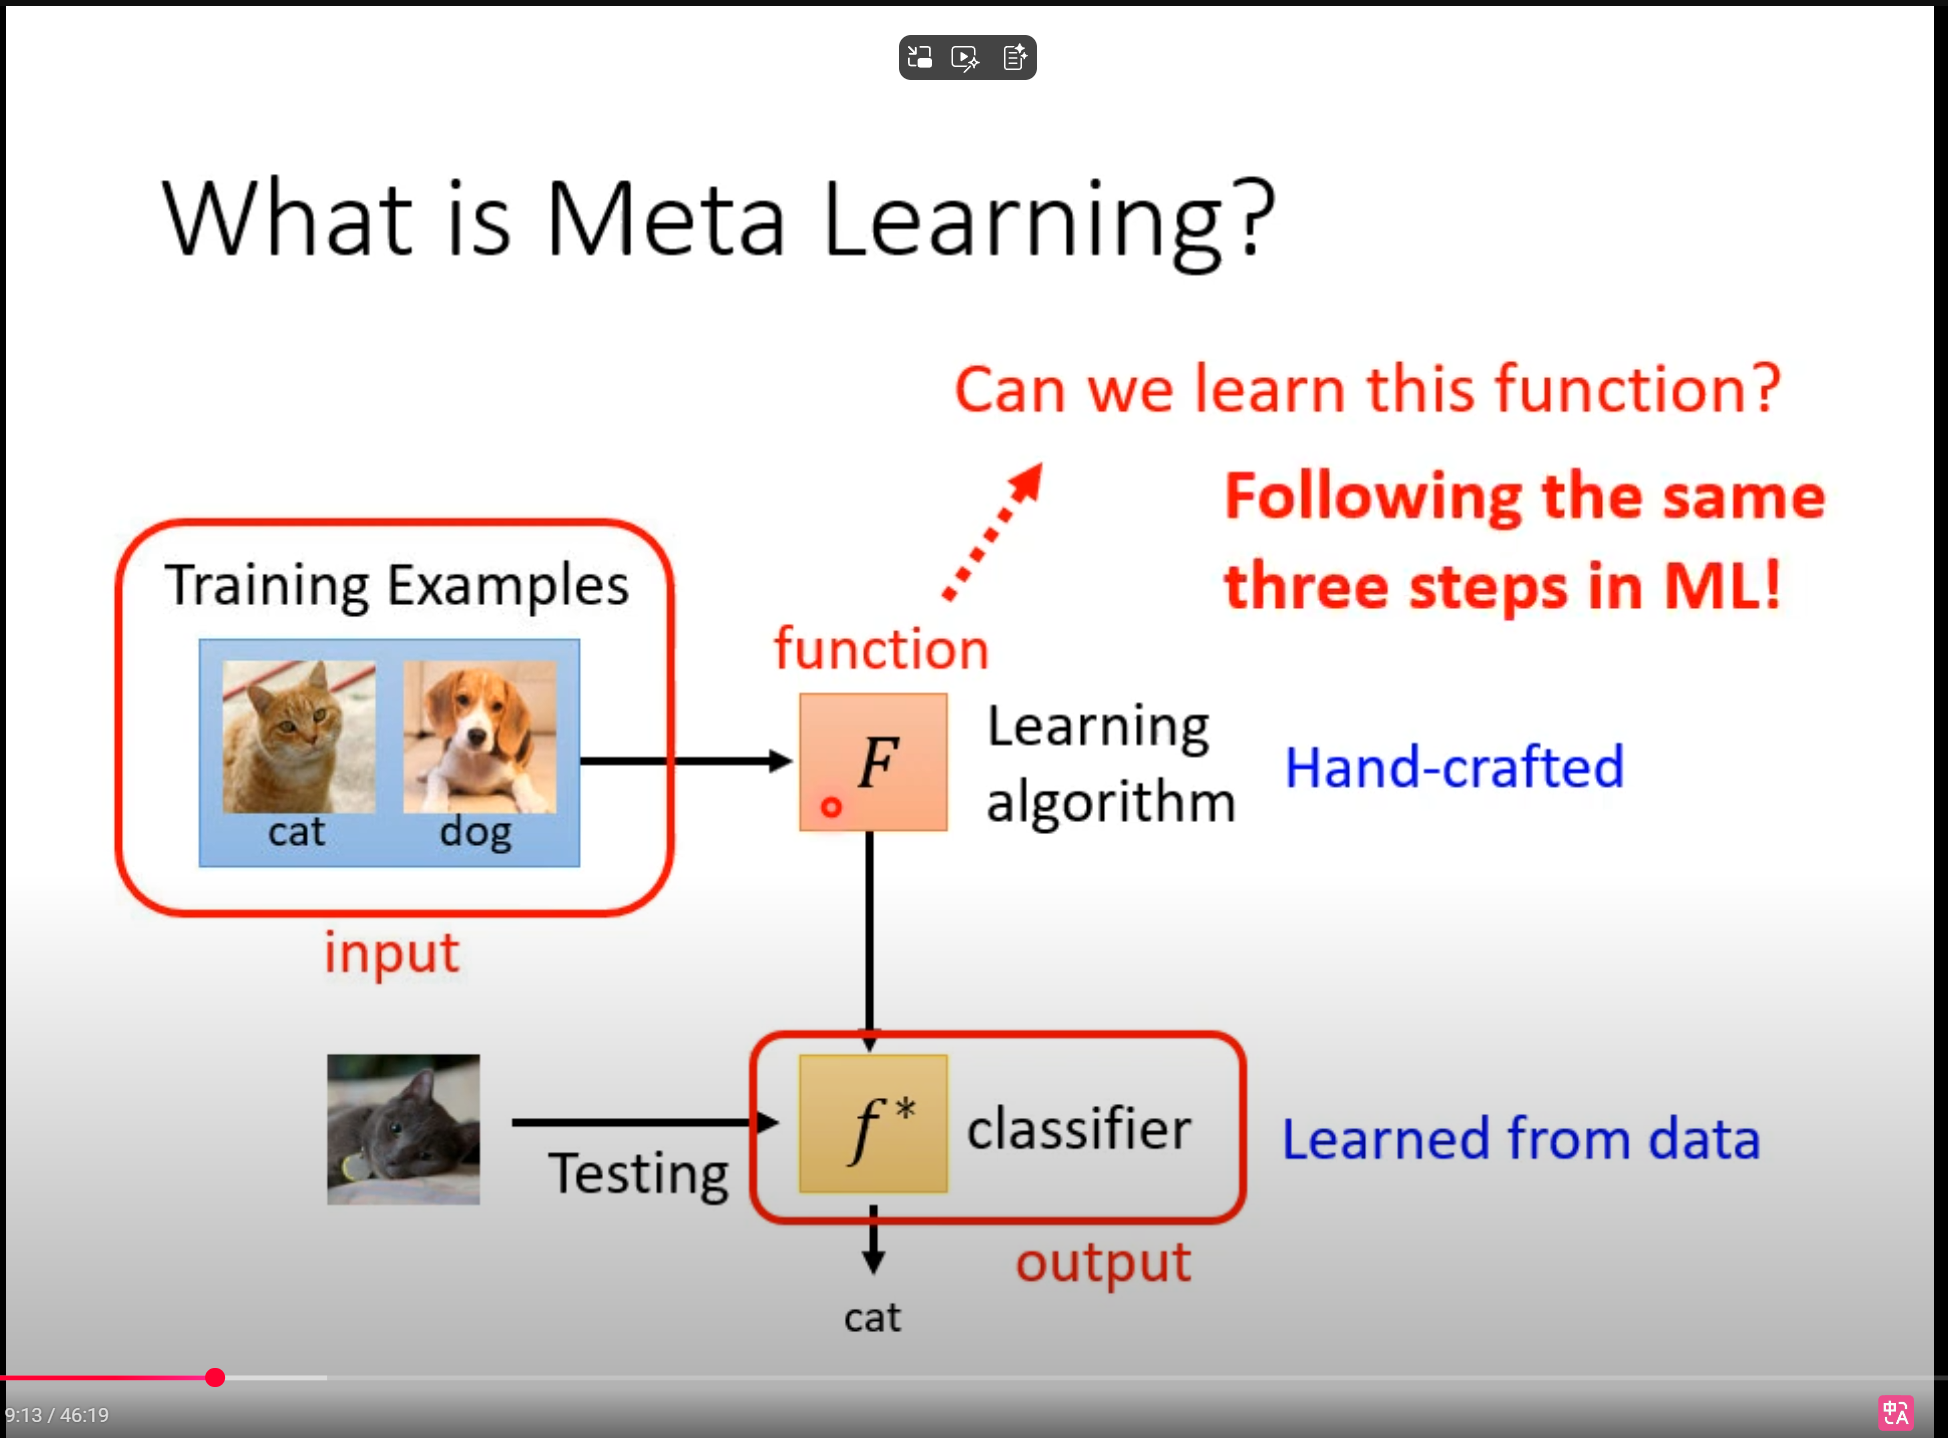 What is Meta Learning?
Can we learn this function?
Following the same
three steps in ML!
Training Examples
cat
dog
input
function
F
Learning
algorithm
Hand-crafted
Testing
f*
classifier
Learned from data
output
cat
9:13 / 46:19
中
A